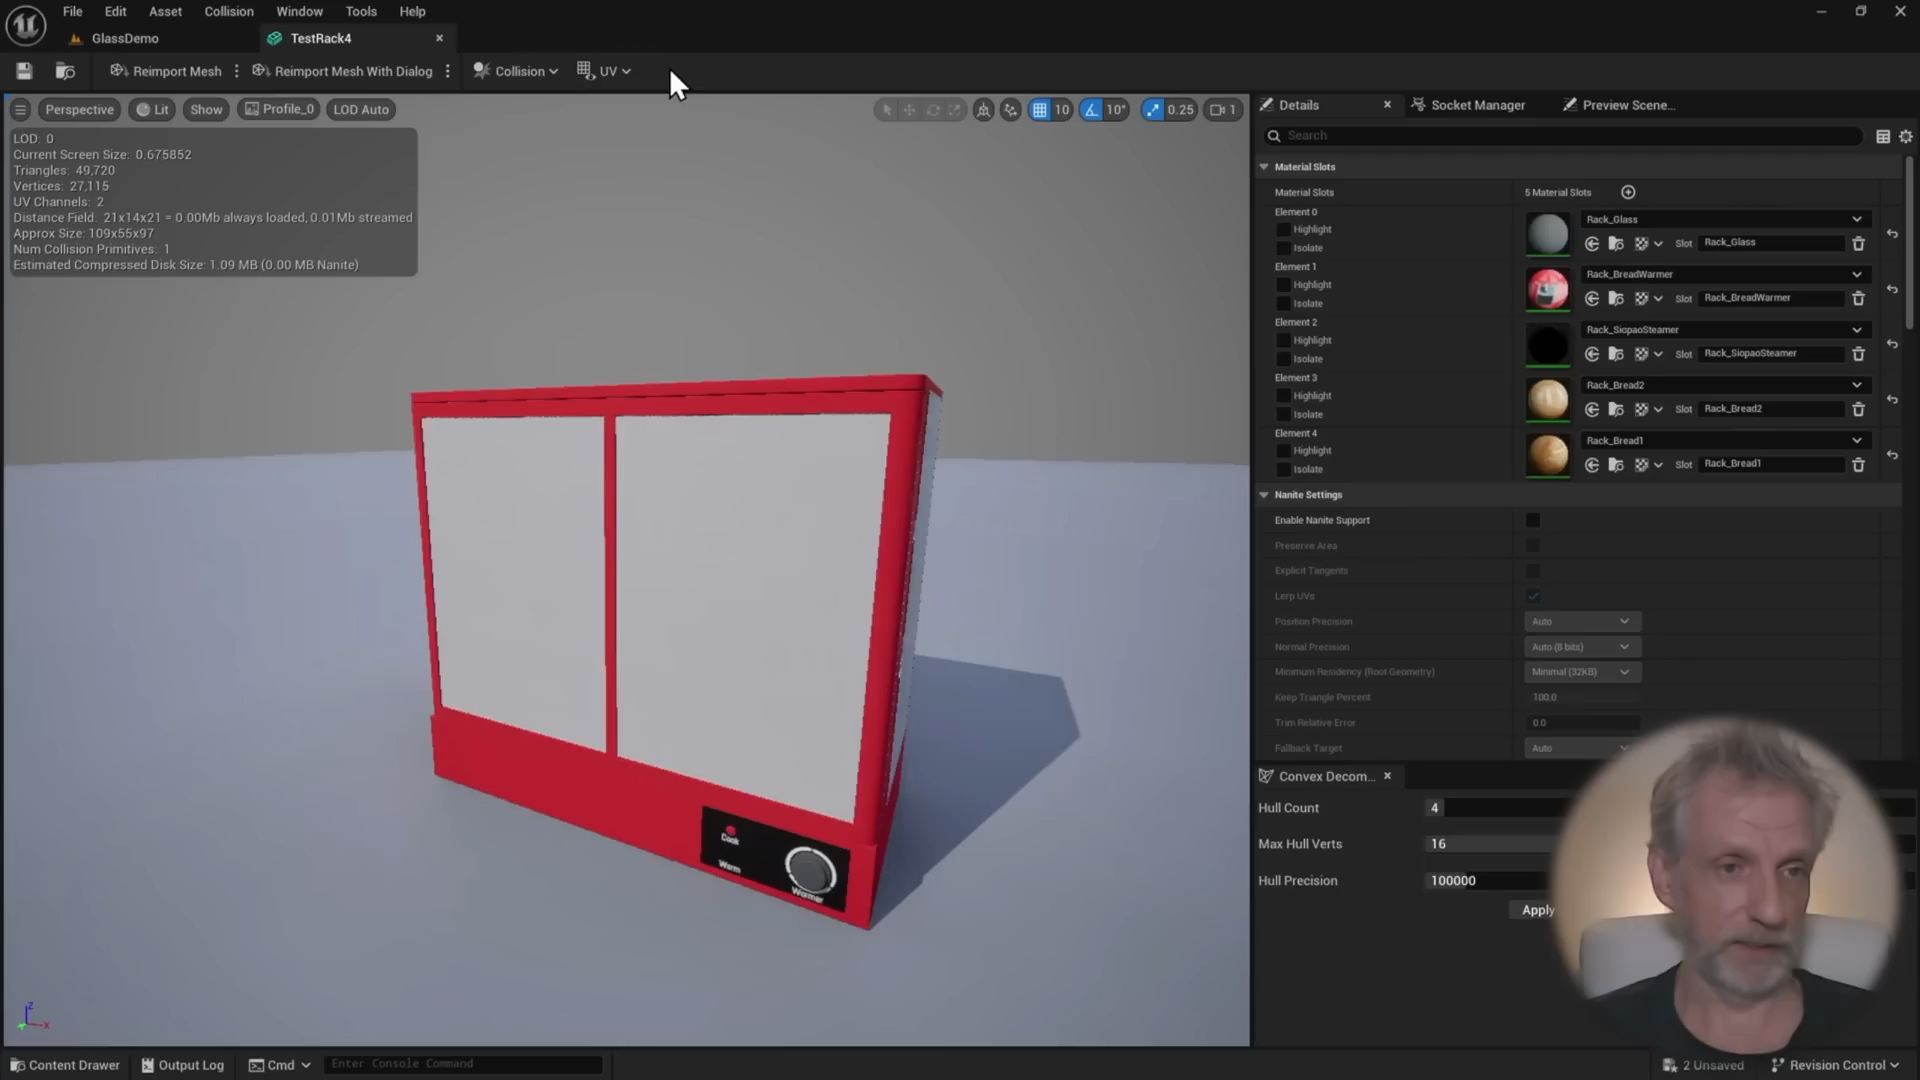 File Edit Asset Collision Window Tools Help
GlassDemo TestRack4
Reimport Mesh Reimport Mesh With Dialog Collision UV
Perspective Lit Show Profile_0 LOD Auto 10 10° 0.25 1
LOD: 0
Current Screen Size: 0.675852
Triangles: 49,720
Vertices: 27,115
UV Channels: 2
Distance Field: 21x14x21 = 0.00Mb always loaded, 0.01Mb streamed
Approx Size: 109x55x97
Num Collision Primitives: 1
Estimated Compressed Disk Size: 1.09 MB (0.00 MB Nanite)
Cook
Warm
Warmer
Details Socket Manager Preview Scene...
Search
Material Slots
Material Slots 5 Material Slots
Element 0 Rack_Glass
Highlight
Isolate Slot Rack_Glass
Element 1 Rack_BreadWarmer
Highlight
Isolate Slot Rack_BreadWarmer
Element 2 Rack_SiopaoSteamer
Highlight
Isolate Slot Rack_SiopaoSteamer
Element 3 Rack_Bread2
Highlight
Isolate Slot Rack_Bread2
Element 4 Rack_Bread1
Highlight
Isolate Slot Rack_Bread1
Nanite Settings
Enable Nanite Support
Preserve Area
Explicit Tangents
Lerp UVs
Position Precision Auto
Normal Precision Auto (8 bits)
Minimum Residency (Root Geometry) Minimal (32KB)
Keep Triangle Percent 100.0
Trim Relative Error 0.0
Fallback Target Auto
Convex Decom...
Hull Count 4
Max Hull Verts 16
Hull Precision 100000
Apply
Z
X
Content Drawer Output Log Cmd Enter Console Command 2 Unsaved Revision Control